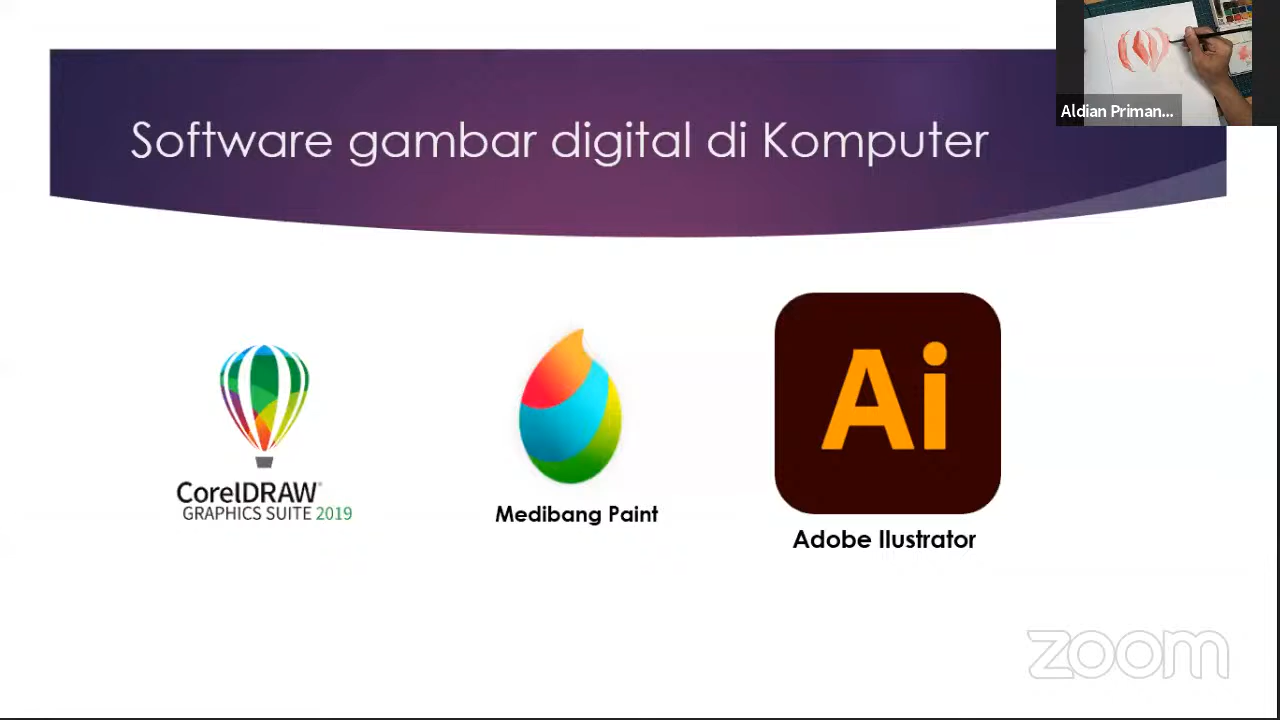 Aldian Priman...
Software gambar digital di Komputer
Ai
CorelDRAW®
GRAPHICS SUITE 2019
Medibang Paint
Adobe Ilustrator
zoom